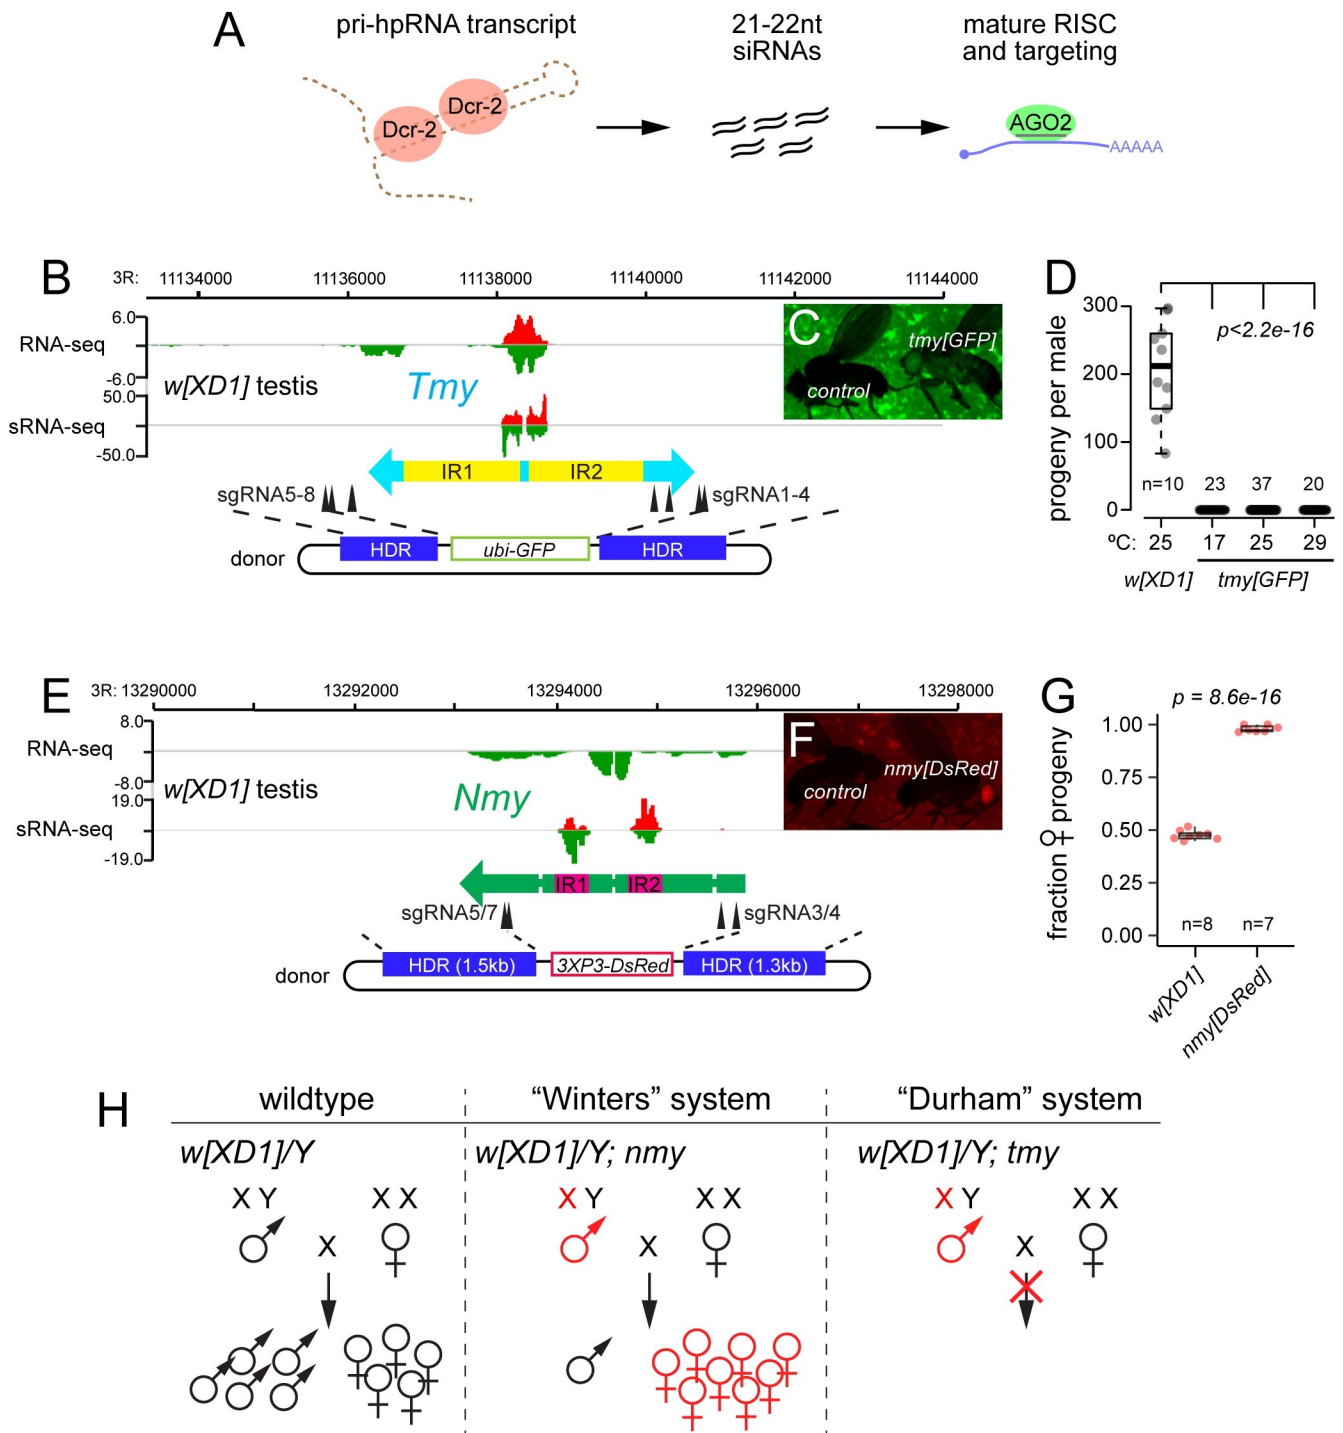 A
pri-hpRNA transcript
21-22nt
siRNAs
mature RISC
and targeting
Dcr-2
Dcr-2
AGO2
AAAAA
B
3R: 11134000 11136000 11138000 11140000 11142000 11144000
6.0
RNA-seq
-6.0
w[XD1] testis
Tmy
50.0
sRNA-seq
-50.0
IR1 IR2
sgRNA5-8
sgRNA1-4
HDR ubi-GFP HDR
donor
C
tmy[GFP]
control
D
progeny per male
300
200
100
0
p<2.2e-16
n=10 23 37 20
ºC: 25 17 25 29
w[XD1] tmy[GFP]
E
3R: 13290000 13292000 13294000 13296000 13298000
8.0
RNA-seq
-8.0
w[XD1] testis
Nmy
19.0
sRNA-seq
-19.0
IR1 IR2
sgRNA5/7
sgRNA3/4
HDR (1.5kb) 3XP3-DsRed HDR (1.3kb)
donor
F
nmy[DsRed]
control
G
p = 8.6e-16
fraction ♀ progeny
1.00
0.75
0.50
0.25
0.00
n=8 n=7
w[XD1]
nmy[DsRed]
H
wildtype “Winters” system “Durham” system
w[XD1]/Y w[XD1]/Y; nmy w[XD1]/Y; tmy
X Y X X X Y X X X Y X X
X X X